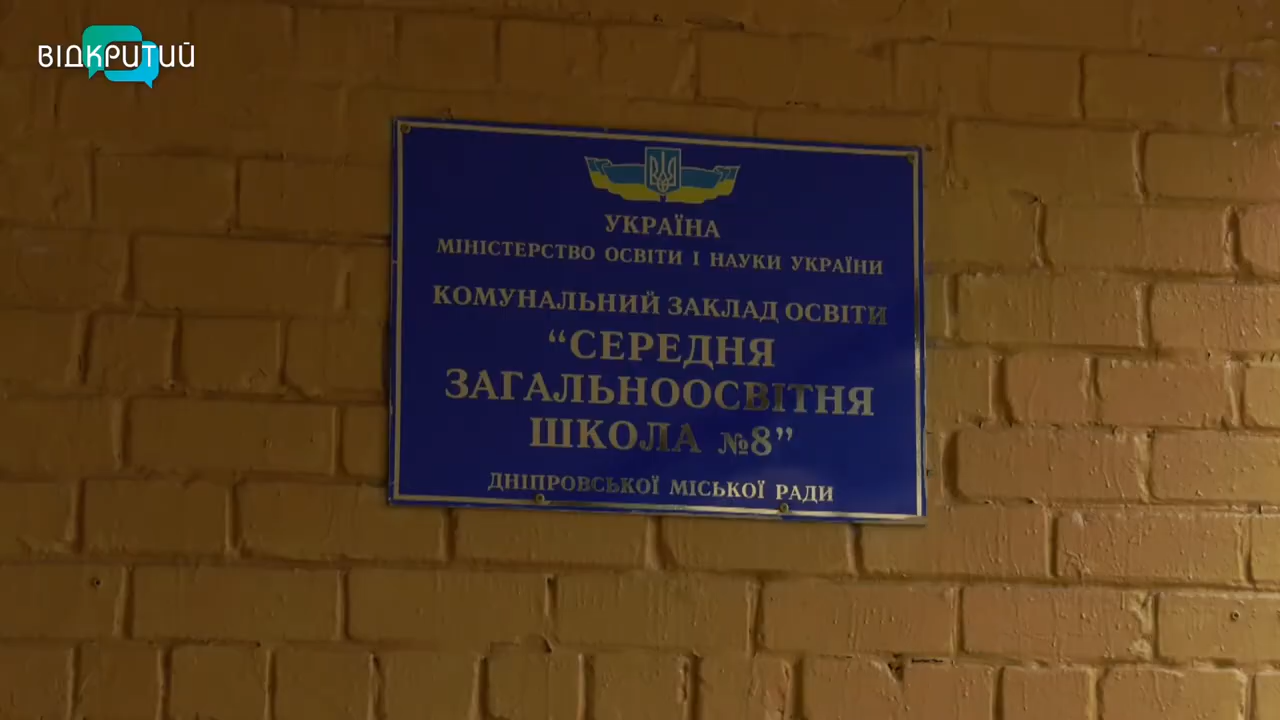 ВІДКРИТИЙ
УКРАЇНА
МІНІСТЕРСТВО ОСВІТИ І НАУКИ УКРАЇНИ
КОМУНАЛЬНИЙ ЗАКЛАД ОСВІТИ
“СЕРЕДНЯ
ЗАГАЛЬНООСВІТНЯ
ШКОЛА №8”
ДНІПРОВСЬКОЇ МІСЬКОЇ РАДИ